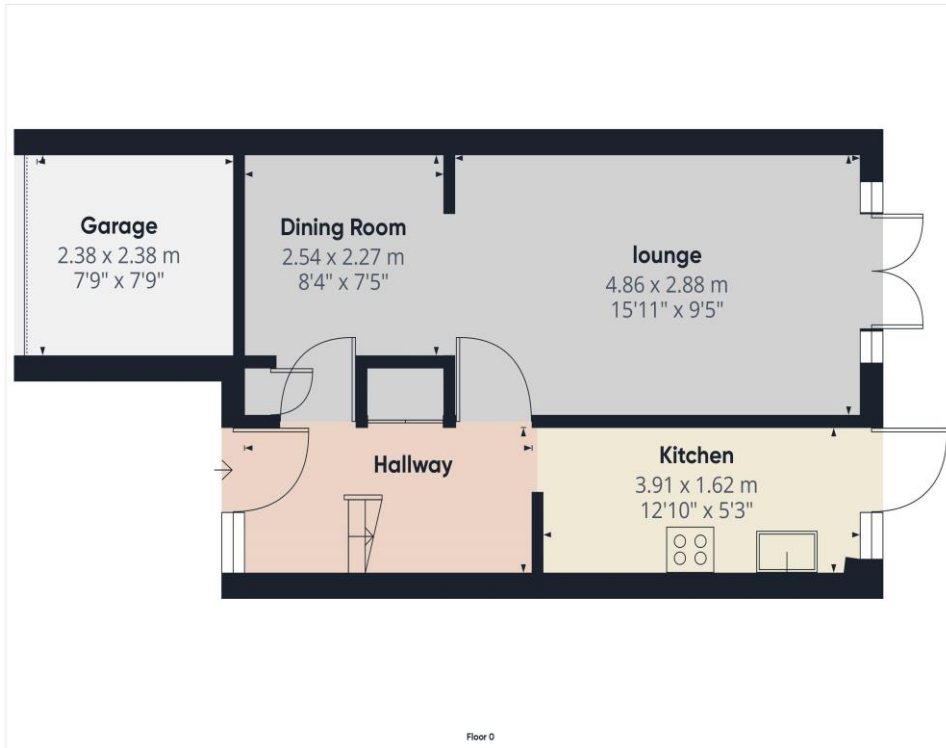 Garage
2.38 x 2.38 m
7'9" x 7'9"
Dining Room
2.54 x 2.27 m
8'4" x 7'5"
lounge
4.86 x 2.88 m
15'11" x 9'5"
Hallway
Kitchen
3.91 x 1.62 m
12'10" x 5'3"
Floor 0